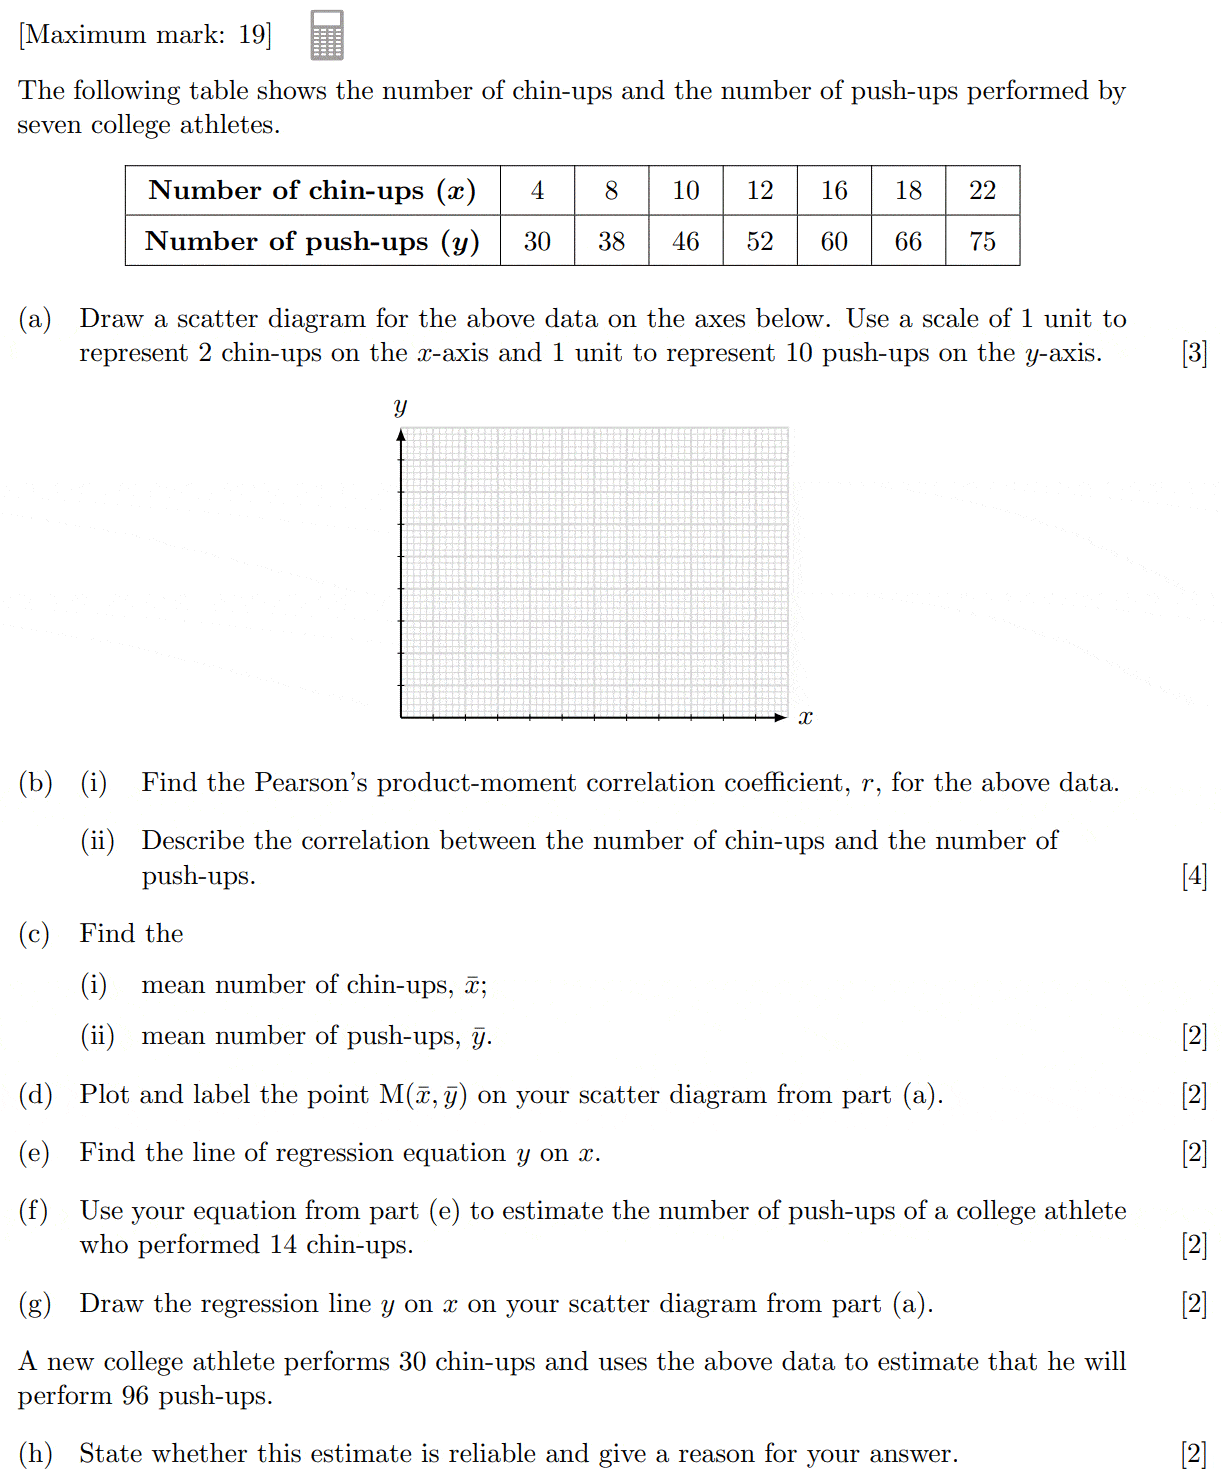 [Maximum mark: 19]
The following table shows the number of chin-ups and the number of push-ups performed by
seven college athletes.
Number of chin-ups (x) 4 8 10 12 16 18 22
Number of push-ups (y) 30 38 46 52 60 66 75
(a) Draw a scatter diagram for the above data on the axes below. Use a scale of 1 unit to
represent 2 chin-ups on the x-axis and 1 unit to represent 10 push-ups on the y-axis. [3]
y
x
(b) (i) Find the Pearson's product-moment correlation coefficient, r, for the above data.
(ii) Describe the correlation between the number of chin-ups and the number of
push-ups. [4]
(c) Find the
(i) mean number of chin-ups, x̄;
(ii) mean number of push-ups, ȳ. [2]
(d) Plot and label the point M(x̄, ȳ) on your scatter diagram from part (a). [2]
(e) Find the line of regression equation y on x. [2]
(f) Use your equation from part (e) to estimate the number of push-ups of a college athlete
who performed 14 chin-ups. [2]
(g) Draw the regression line y on x on your scatter diagram from part (a). [2]
A new college athlete performs 30 chin-ups and uses the above data to estimate that he will
perform 96 push-ups.
(h) State whether this estimate is reliable and give a reason for your answer. [2]